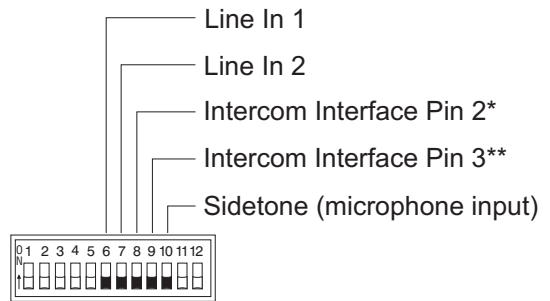 Line In 1
Line In 2
Intercom Interface Pin 2*
Intercom Interface Pin 3**
Sidetone (microphone input)
ON 1 2 3 4 5 6 7 8 9 10 11 12